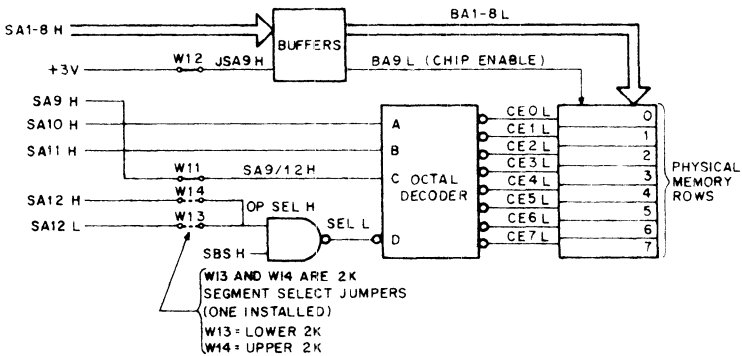 BA1-8 L
SA1-8 H
BUFFERS
W12
JSA9 H
+3V
BA9 L (CHIP ENABLE)
SA9 H
SA10 H
SA11 H
A
B
C
D
OCTAL
DECODER
CE0 L
CE1 L
CE2 L
CE3 L
CE4 L
CE5 L
CE6 L
CE7 L
0
1
2
3
4
5
6
7
PHYSICAL
MEMORY
ROWS
W11
SA9/12 H
W14
SA12 H
OP SEL H
W13
SA12 L
SEL L
SBS H
W13 AND W14 ARE 2K
SEGMENT SELECT JUMPERS
(ONE INSTALLED)
W13 = LOWER 2K
W14 = UPPER 2K